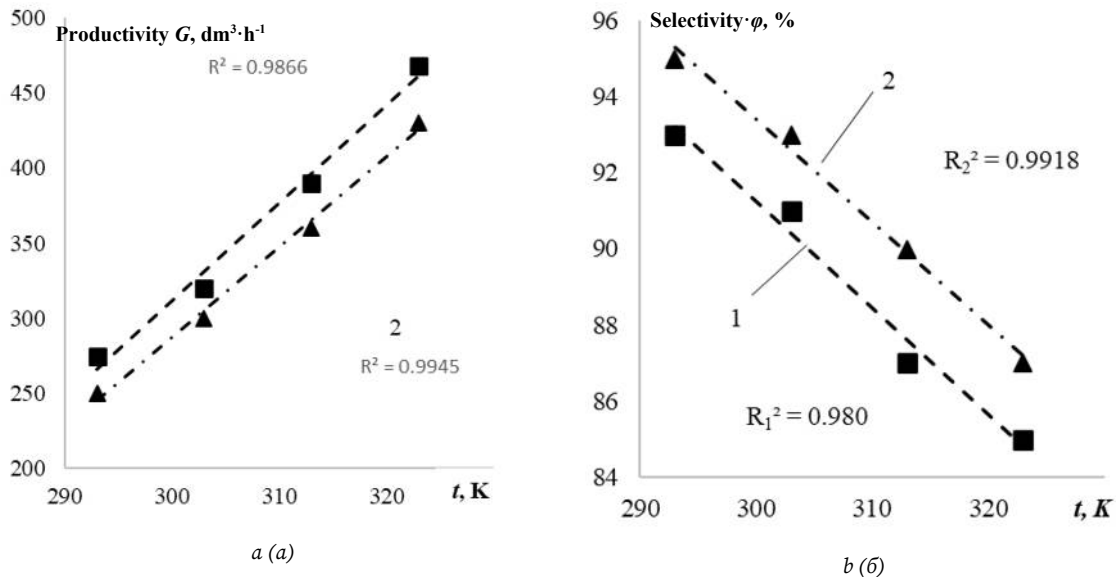 Productivity G, dm³·h⁻¹
R² = 0.9866
500
450
400
350
300
250
200
290
300
310
320
t, K
2
R² = 0.9945
a (a)
Selectivity·φ, %
96
94
92
90
88
86
84
290
300
310
320
t, K
2
R₂² = 0.9918
1
R₁² = 0.980
b (б)